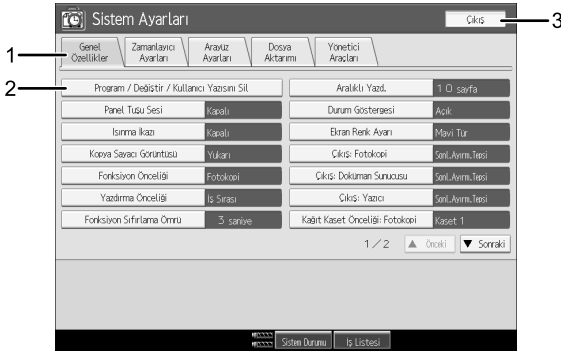 Sistem Ayarları
Çıkış
3
1
Genel Özellikler
Zamanlayıcı Ayarları
Arayüz Ayarları
Dosya Aktarımı
Yönetici Araçları
2
Program / Değiştir / Kullanıcı Yazısını Sil
Aralıklı Yazd.
10 sayfa
Panel Tuşu Sesi
Kapalı
Durum Göstergesi
Açık
Isınma İkazı
Kapalı
Ekran Renk Ayarı
Mavi Tür
Kopya Sayacı Görüntüsü
Yukarı
Çıkış: Fotokopi
Sonl.Ayırm.Tepsi
Fonksiyon Önceliği
Fotokopi
Çıkış: Doküman Sunucusu
Sonl.Ayırm.Tepsi
Yazdırma Önceliği
İş Sırası
Çıkış: Yazıcı
Sonl.Ayırm.Tepsi
Fonksiyon Sıfırlama Ömrü
3 saniye
Kağıt Kaset Önceliği: Fotokopi
Kaset 1
1/2
▲ Önceki
▼ Sonraki
Sistem Durumu
İş Listesi